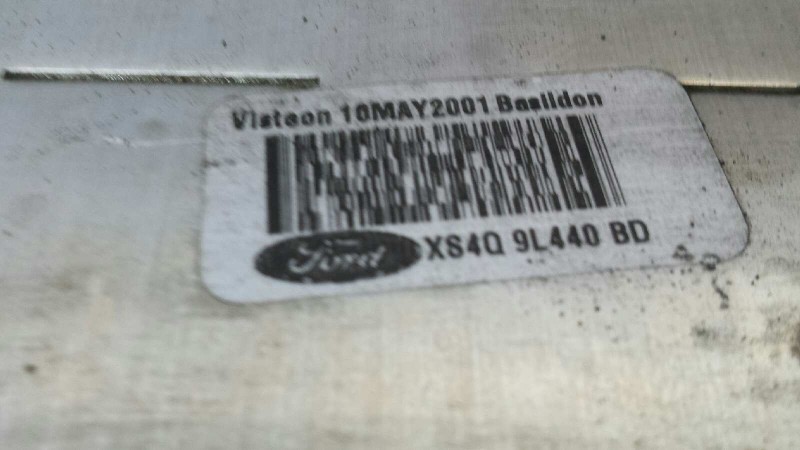 Visteon 10MAY2001 Basildon
Ford XS4Q 9L440 BD